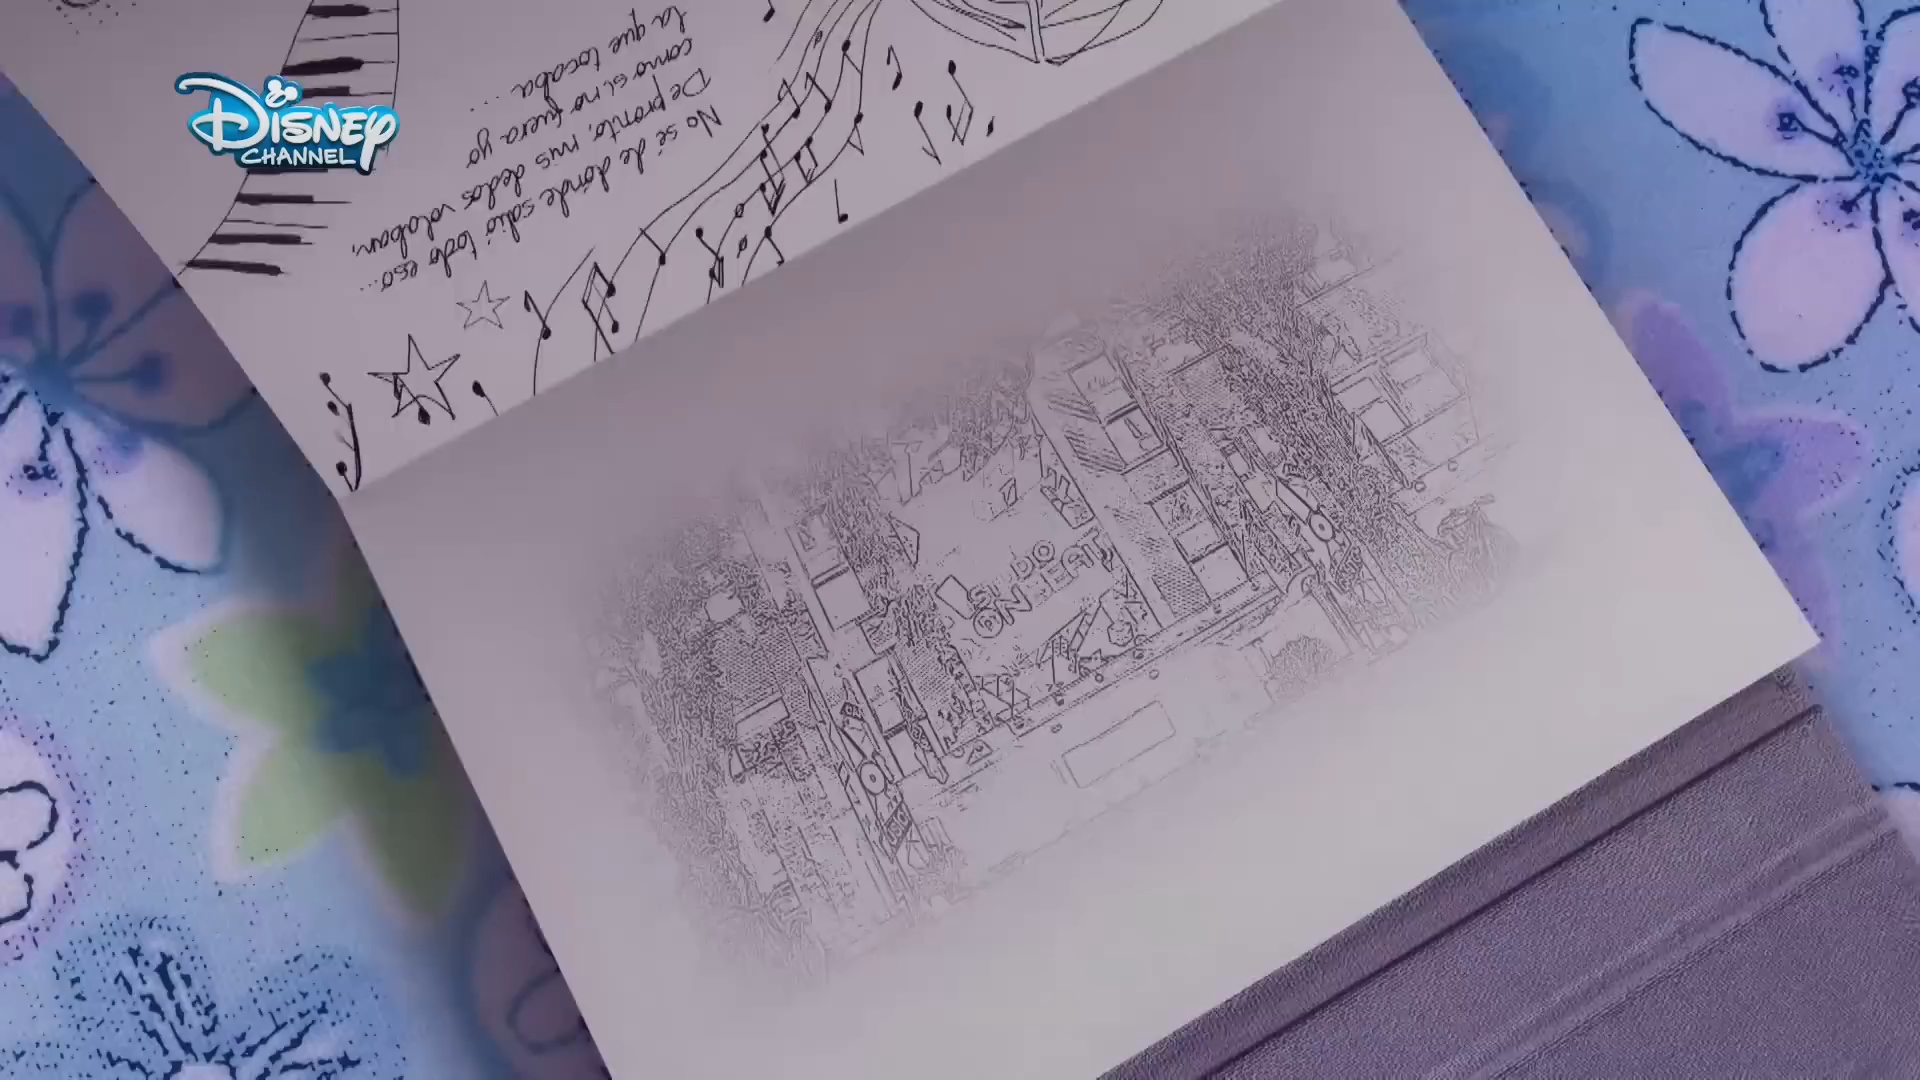 DISNEY
CHANNEL
No sé de dónde salió todo eso...
De pronto, mis dedos volaban,
como si no fuera yo
la que tocaba...
STUDIO
ON BEAT